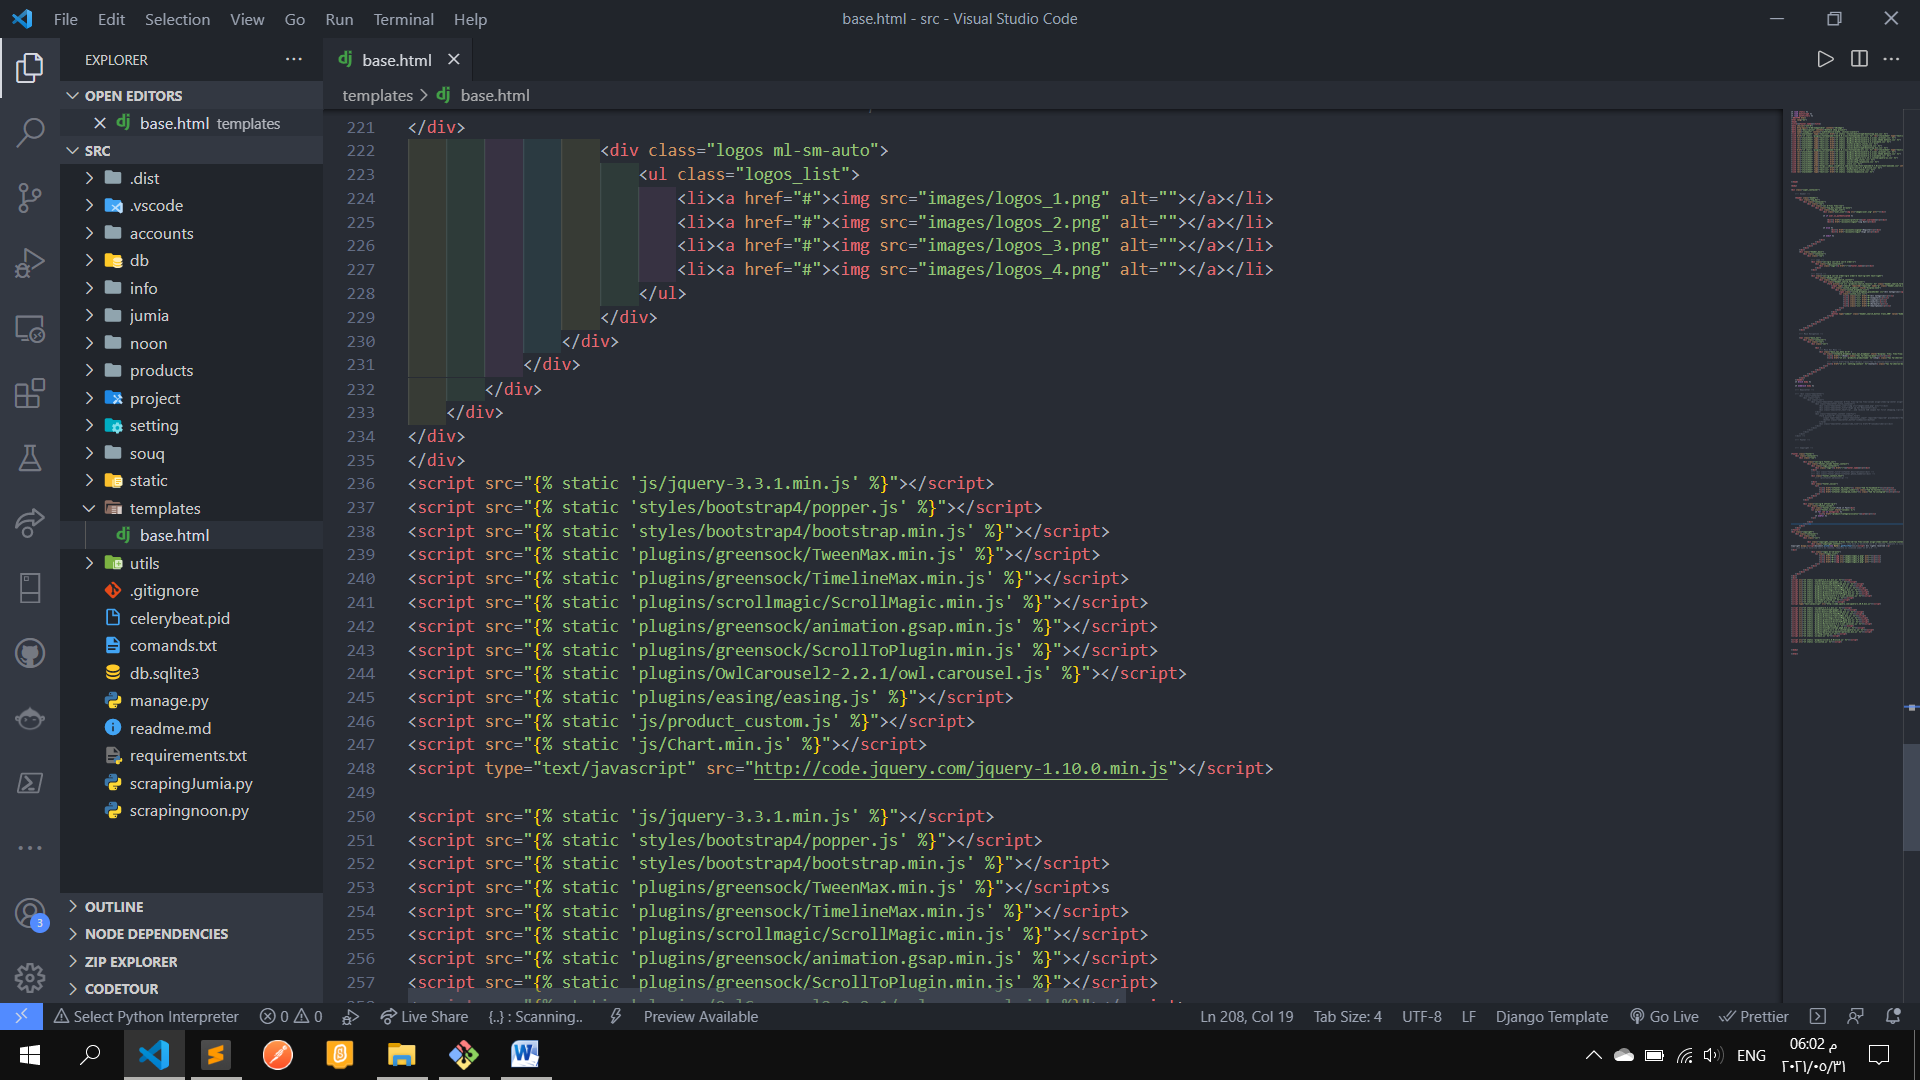 File Edit Selection View Go Run Terminal Help
base.html - src - Visual Studio Code
EXPLORER
OPEN EDITORS
base.html templates
SRC
.dist
.vscode
accounts
db
info
jumia
noon
products
project
setting
souq
static
templates
base.html
utils
.gitignore
celerybeat.pid
comands.txt
db.sqlite3
manage.py
readme.md
requirements.txt
scrapingJumia.py
scrapingnoon.py
OUTLINE
NODE DEPENDENCIES
ZIP EXPLORER
CODETOUR
3
base.html
templates > base.html
221 </div>
222 <div class="logos ml-sm-auto">
223 <ul class="logos_list">
224 <li><a href="#"><img src="images/logos_1.png" alt=""></a></li>
225 <li><a href="#"><img src="images/logos_2.png" alt=""></a></li>
226 <li><a href="#"><img src="images/logos_3.png" alt=""></a></li>
227 <li><a href="#"><img src="images/logos_4.png" alt=""></a></li>
228 </ul>
229 </div>
230 </div>
231 </div>
232 </div>
233 </div>
234 </div>
235 </div>
236 <script src="{% static 'js/jquery-3.3.1.min.js' %}"></script>
237 <script src="{% static 'styles/bootstrap4/popper.js' %}"></script>
238 <script src="{% static 'styles/bootstrap4/bootstrap.min.js' %}"></script>
239 <script src="{% static 'plugins/greensock/TweenMax.min.js' %}"></script>
240 <script src="{% static 'plugins/greensock/TimelineMax.min.js' %}"></script>
241 <script src="{% static 'plugins/scrollmagic/ScrollMagic.min.js' %}"></script>
242 <script src="{% static 'plugins/greensock/animation.gsap.min.js' %}"></script>
243 <script src="{% static 'plugins/greensock/ScrollToPlugin.min.js' %}"></script>
244 <script src="{% static 'plugins/OwlCarousel2-2.2.1/owl.carousel.js' %}"></script>
245 <script src="{% static 'plugins/easing/easing.js' %}"></script>
246 <script src="{% static 'js/product_custom.js' %}"></script>
247 <script src="{% static 'js/Chart.min.js' %}"></script>
248 <script type="text/javascript" src="http://code.jquery.com/jquery-1.10.0.min.js"></script>
249
250 <script src="{% static 'js/jquery-3.3.1.min.js' %}"></script>
251 <script src="{% static 'styles/bootstrap4/popper.js' %}"></script>
252 <script src="{% static 'styles/bootstrap4/bootstrap.min.js' %}"></script>
253 <script src="{% static 'plugins/greensock/TweenMax.min.js' %}"></script>s
254 <script src="{% static 'plugins/greensock/TimelineMax.min.js' %}"></script>
255 <script src="{% static 'plugins/scrollmagic/ScrollMagic.min.js' %}"></script>
256 <script src="{% static 'plugins/greensock/animation.gsap.min.js' %}"></script>
257 <script src="{% static 'plugins/greensock/ScrollToPlugin.min.js' %}"></script>
Select Python Interpreter 0 0 Live Share {..} : Scanning.. Preview Available Ln 208, Col 19 Tab Size: 4 UTF-8 LF Django Template Go Live Prettier
ENG
06:02 م
٢٠٢١/٠٥/٣١